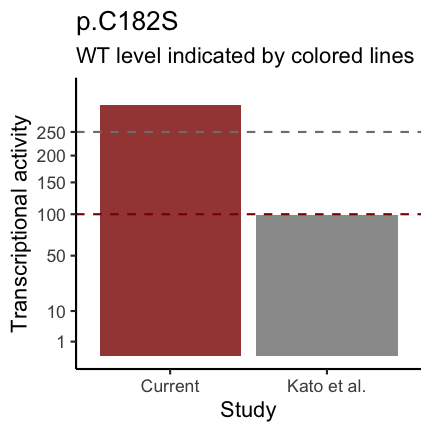 p.C182S
WT level indicated by colored lines
Transcriptional activity
250
200
150
100
50
10
1
Current
Kato et al.
Study